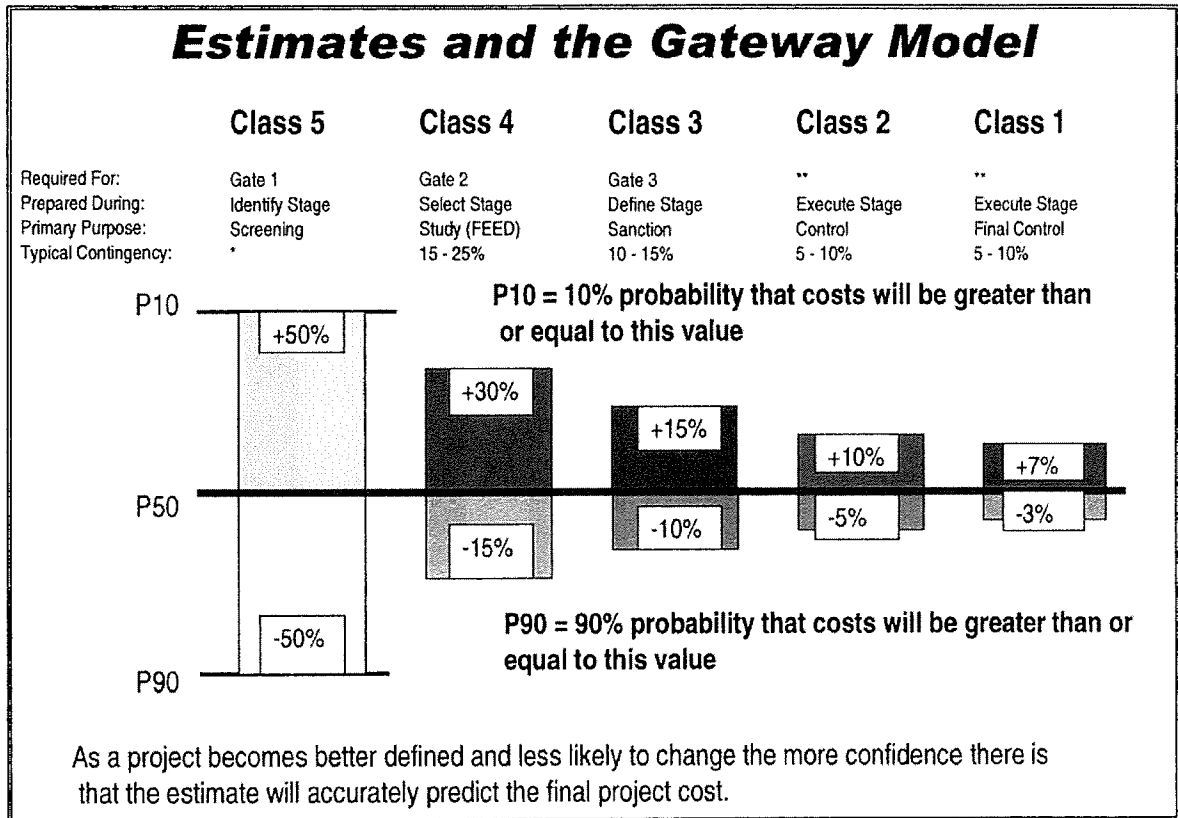 Estimates and the Gateway Model
Class 5 Class 4 Class 3 Class 2 Class 1
Required For: Gate 1 Gate 2 Gate 3 ** **
Prepared During: Identify Stage Select Stage Define Stage Execute Stage Execute Stage
Primary Purpose: Screening Study (FEED) Sanction Control Final Control
Typical Contingency: * 15 - 25% 10 - 15% 5 - 10% 5 - 10%
P10
P10 = 10% probability that costs will be greater than
or equal to this value
+50%
+30%
+15%
+10%
+7%
P50
-5%
-3%
-10%
-15%
-50%
P90 = 90% probability that costs will be greater than or
equal to this value
P90
As a project becomes better defined and less likely to change the more confidence there is
that the estimate will accurately predict the final project cost.